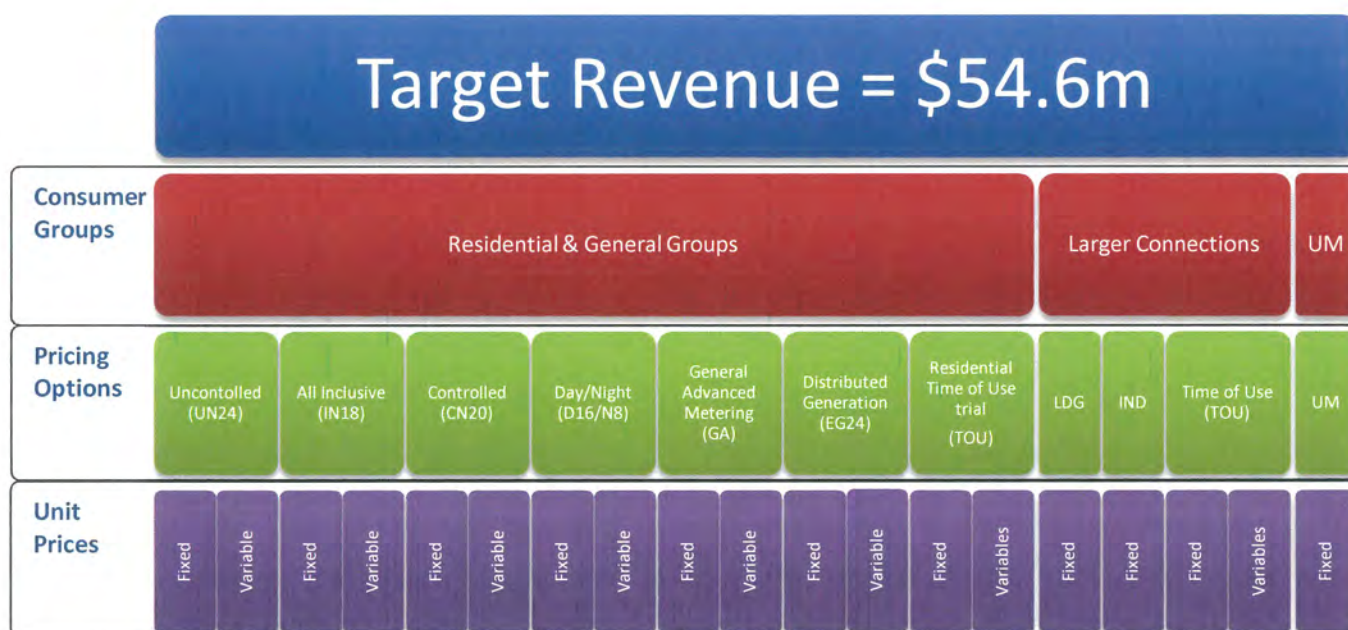 Target Revenue = $54.6m
Consumer
Groups
Residential & General Groups
Larger Connections
UM
Pricing
Options
Uncontolled
(UN24)
All Inclusive
(IN18)
Controlled
(CN20)
Day/Night
(D16/N8)
General
Advanced
Metering
(GA)
Distributed
Generation
(EG24)
Residential
Time of Use
trial
(TOU)
LDG
IND
Time of Use
(TOU)
UM
Unit
Prices
Fixed
Variable
Fixed
Variable
Fixed
Variable
Fixed
Variable
Fixed
Variable
Fixed
Variable
Fixed
Variables
Fixed
Fixed
Fixed
Variables
Fixed